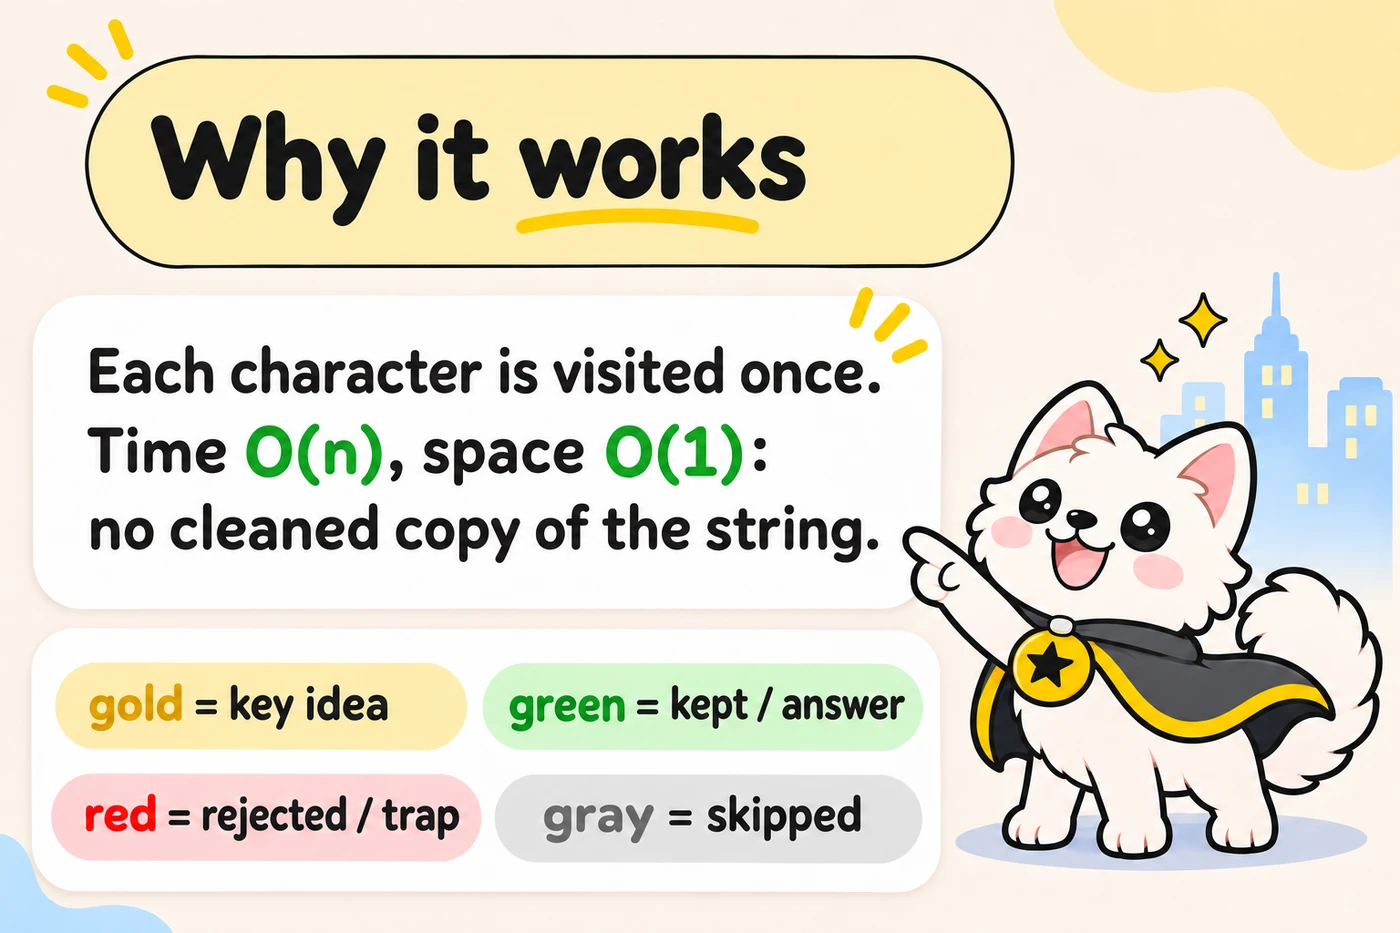 Why it works
Each character is visited once.
Time O(n), space O(1):
no cleaned copy of the string.
gold = key idea
green = kept / answer
red = rejected / trap
gray = skipped